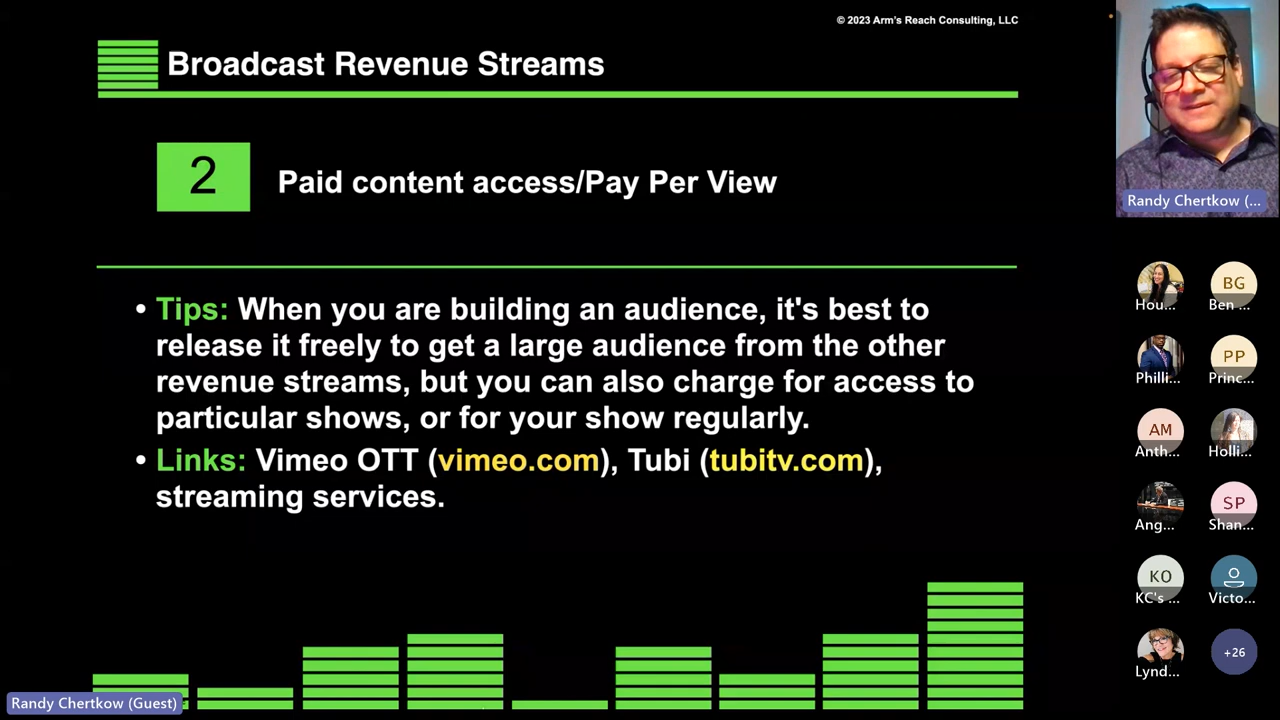 © 2023 Arm's Reach Consulting, LLC
Broadcast Revenue Streams
2
Paid content access/Pay Per View
• Tips: When you are building an audience, it's best to
release it freely to get a large audience from the other
revenue streams, but you can also charge for access to
particular shows, or for your show regularly.
• Links: Vimeo OTT (vimeo.com), Tubi (tubitv.com),
streaming services.
Randy Chertkow (Guest)
Randy Chertkow (...
Hou...
BG
Ben ...
Philli...
PP
Princ...
AM
Anth...
Holli...
Ang...
SP
Shan...
KO
KC's ...
Victo...
Lynd...
+26